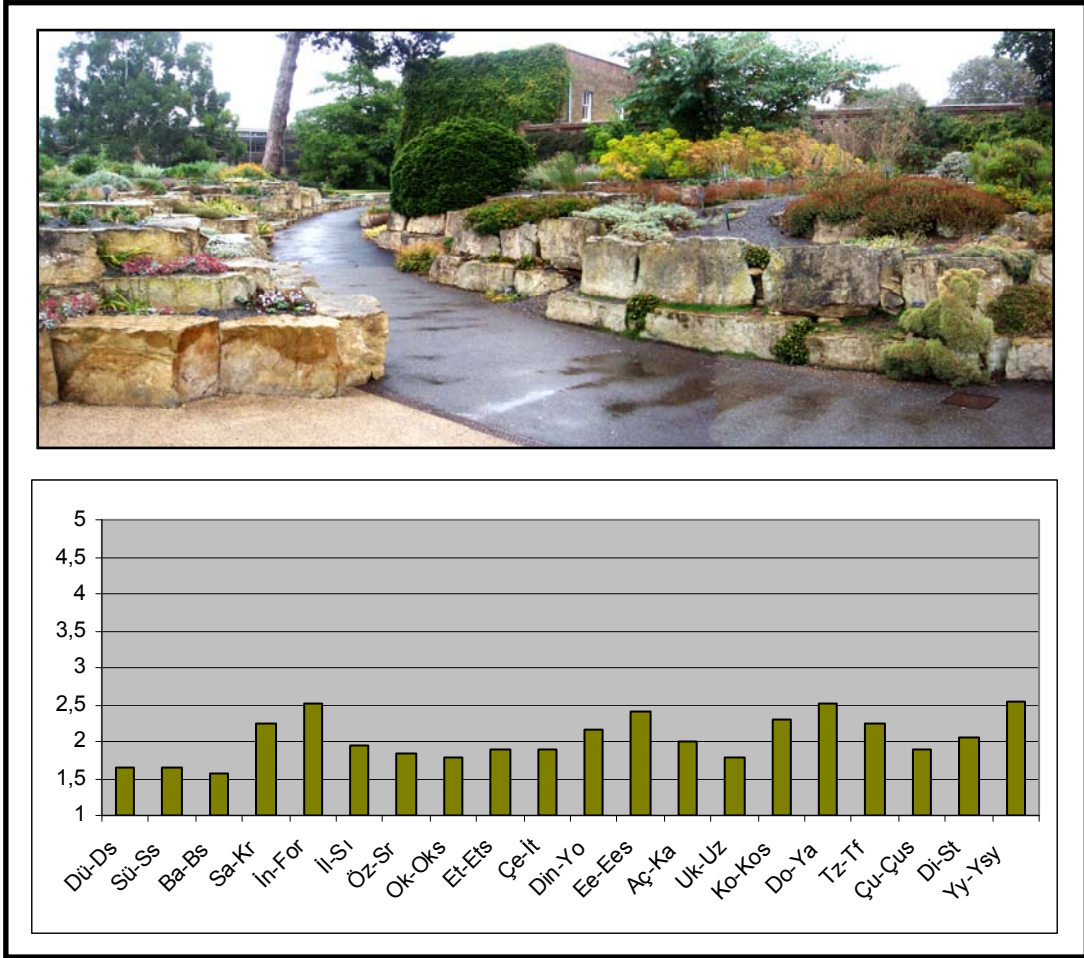 5
4,5
4
3,5
3
2,5
2
1,5
1
Dü-Ds
Sü-Ss
Ba-Bs
Sa-Kr
İn-For
İl-Sı
Öz-Sr
Ok-Oks
Et-Ets
Çe-İt
Din-Yo
Ee-Ees
Aç-Ka
Uk-Uz
Ko-Kos
Do-Ya
Tz-Tf
Çu-Çus
Di-St
Yy-Ysy